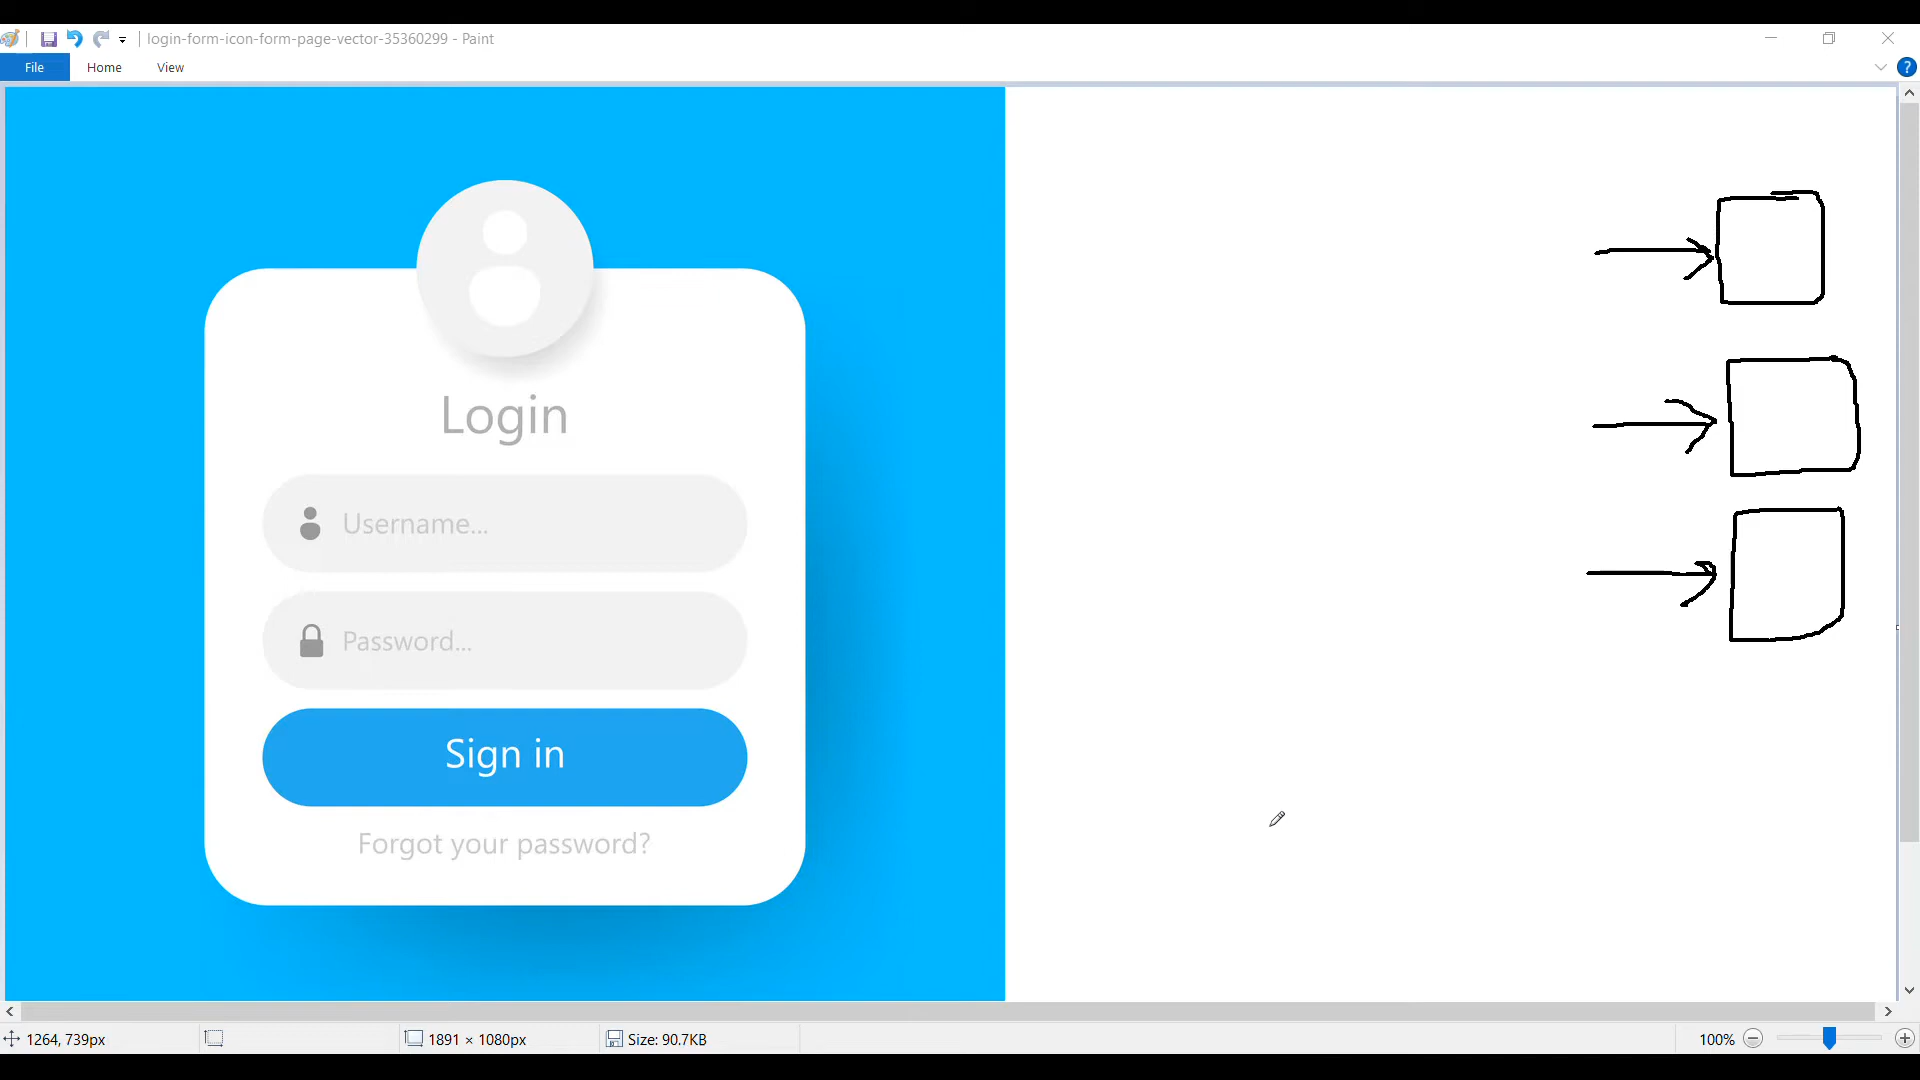 login-form-icon-form-page-vector-35360299 - Paint
File Home View
?
Login
Username...
Password...
Sign in
Forgot your password?
1264, 739px 1891 × 1080px Size: 90.7KB 100%